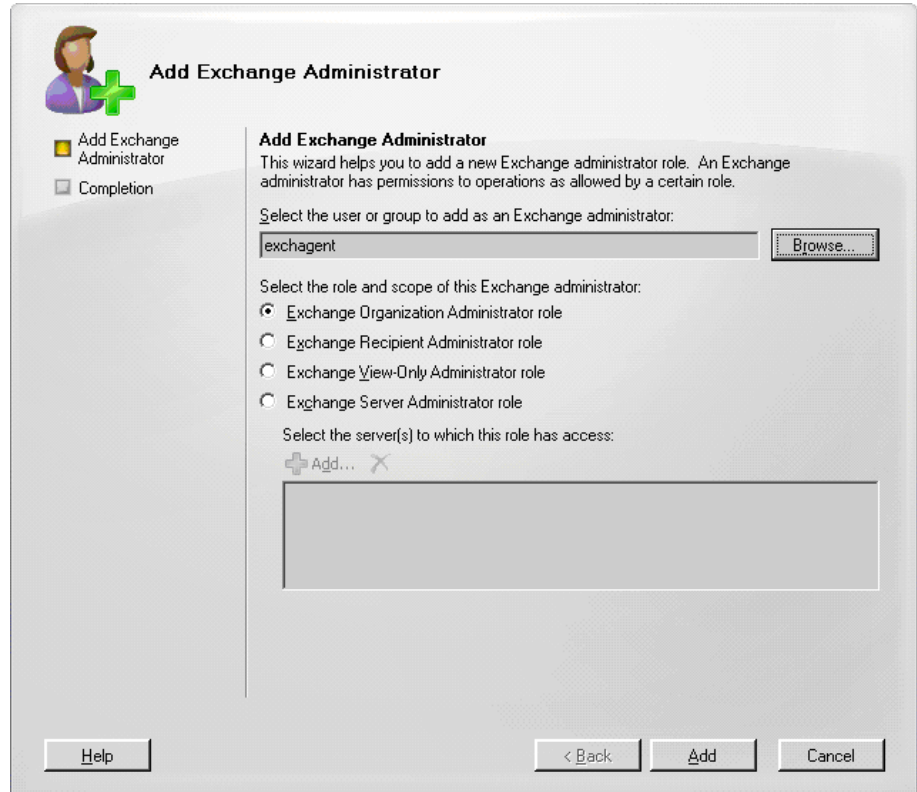 Add Exchange Administrator
Add Exchange
Administrator
Completion
Add Exchange Administrator
This wizard helps you to add a new Exchange administrator role. An Exchange
administrator has permissions to operations as allowed by a certain role.
Select the user or group to add as an Exchange administrator:
exchagent
Browse...
Select the role and scope of this Exchange administrator:
Exchange Organization Administrator role
Exchange Recipient Administrator role
Exchange View-Only Administrator role
Exchange Server Administrator role
Select the server(s) to which this role has access:
Add...
Help
< Back
Add
Cancel